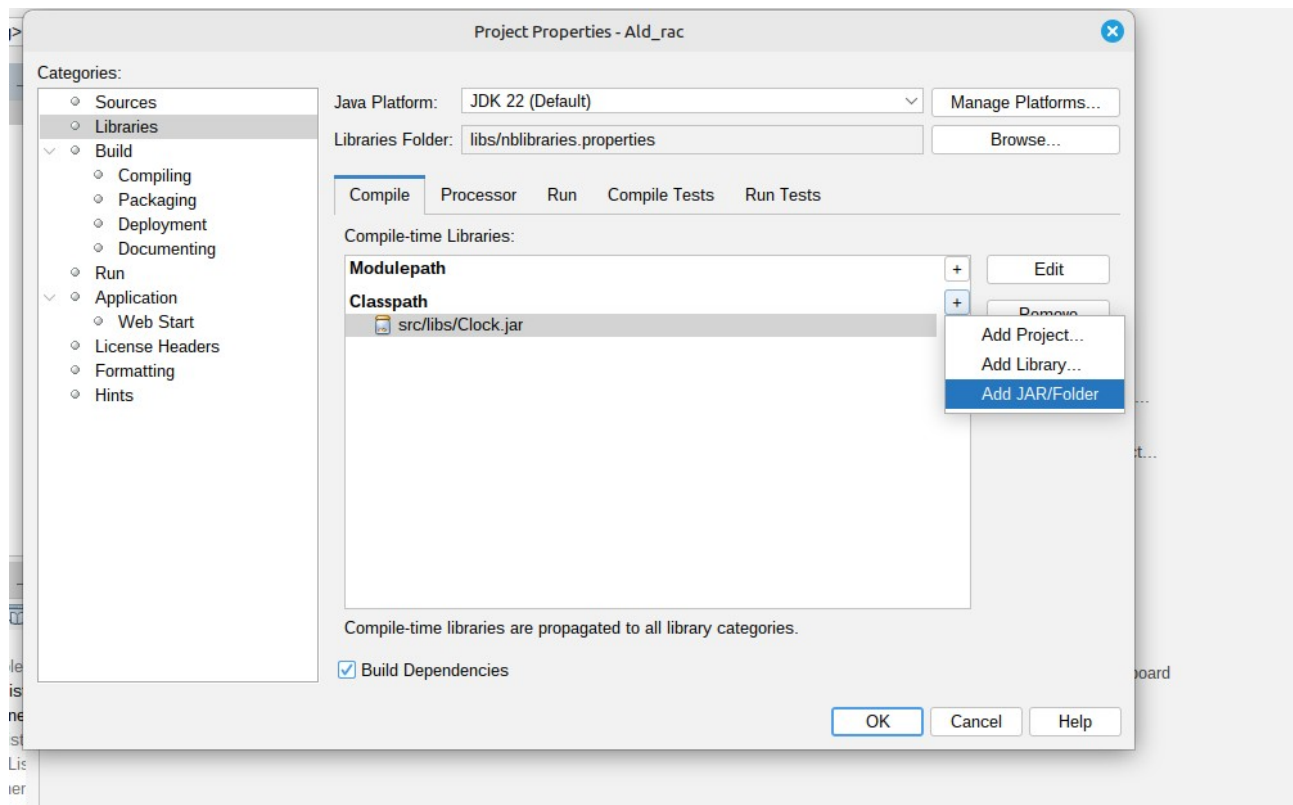 Project Properties - Ald_rac
Categories:
Sources
Libraries
Build
Compiling
Packaging
Deployment
Documenting
Run
Application
Web Start
License Headers
Formatting
Hints
Java Platform: JDK 22 (Default) Manage Platforms...
Libraries Folder: libs/nblibraries.properties Browse...
Compile Processor Run Compile Tests Run Tests
Compile-time Libraries:
Modulepath + Edit
Classpath + Remove
src/libs/Clock.jar
Add Project...
Add Library...
Add JAR/Folder
Compile-time libraries are propagated to all library categories.
Build Dependencies
OK Cancel Help